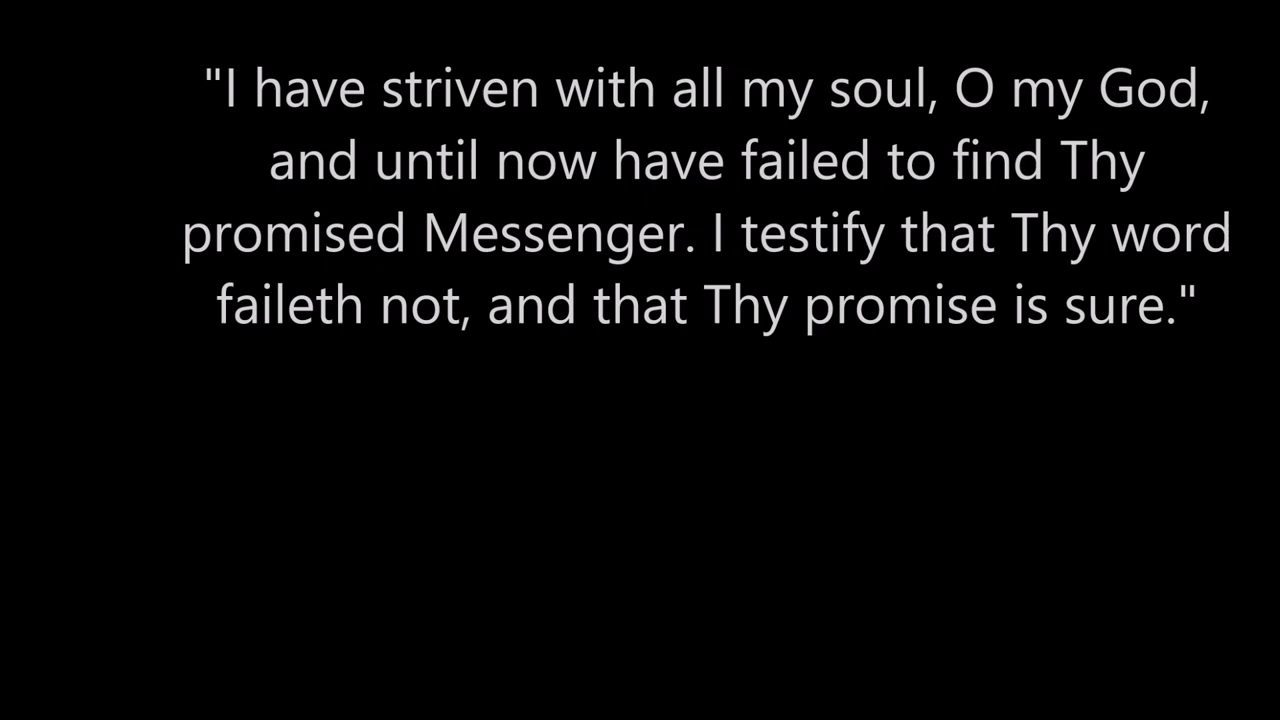 "I have striven with all my soul, O my God,
and until now have failed to find Thy
promised Messenger. I testify that Thy word
faileth not, and that Thy promise is sure."